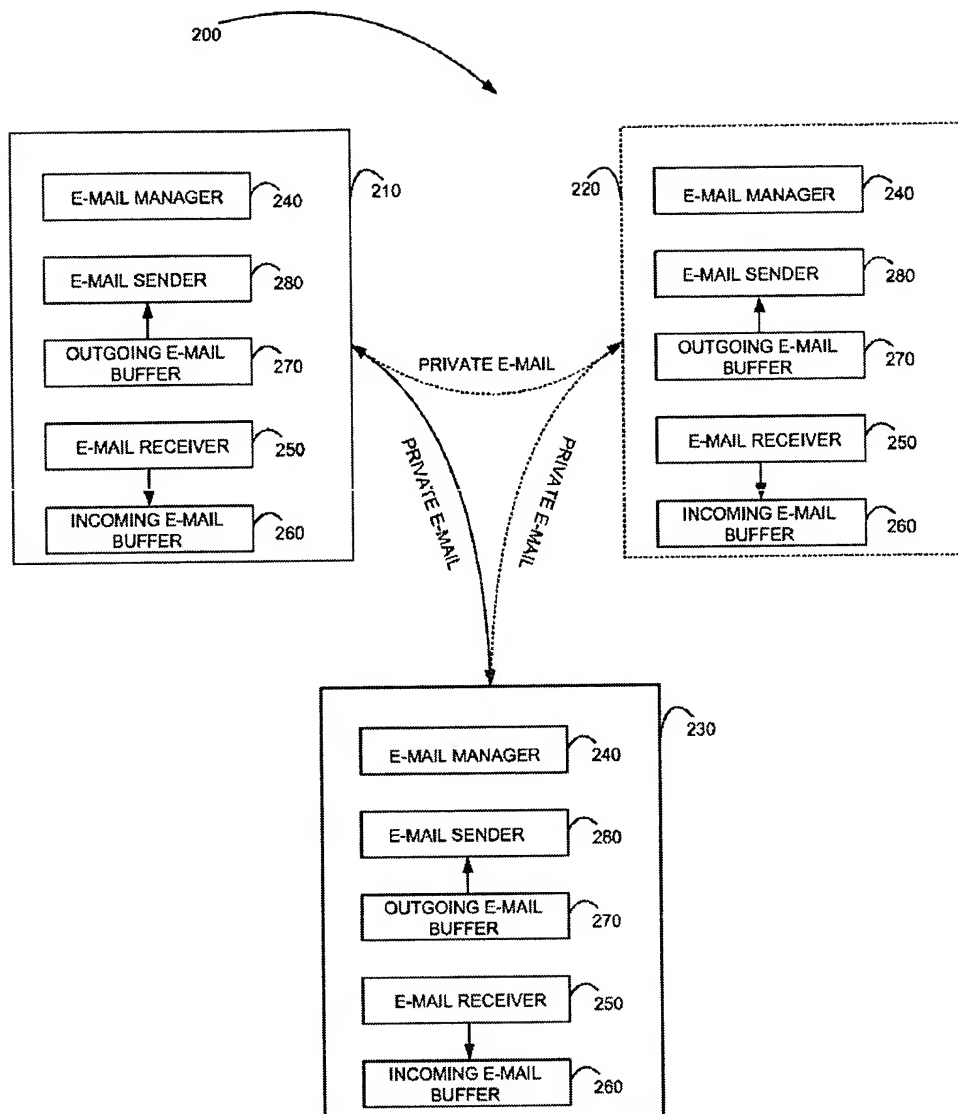 200
E-MAIL MANAGER
240
210
E-MAIL SENDER
280
OUTGOING E-MAIL
BUFFER
270
E-MAIL RECEIVER
250
INCOMING E-MAIL
BUFFER
260
220
E-MAIL MANAGER
240
E-MAIL SENDER
280
OUTGOING E-MAIL
BUFFER
270
E-MAIL RECEIVER
250
INCOMING E-MAIL
BUFFER
260
PRIVATE E-MAIL
PRIVATE E-MAIL
PRIVATE E-MAIL
230
E-MAIL MANAGER
240
E-MAIL SENDER
280
OUTGOING E-MAIL
BUFFER
270
E-MAIL RECEIVER
250
INCOMING E-MAIL
BUFFER
260